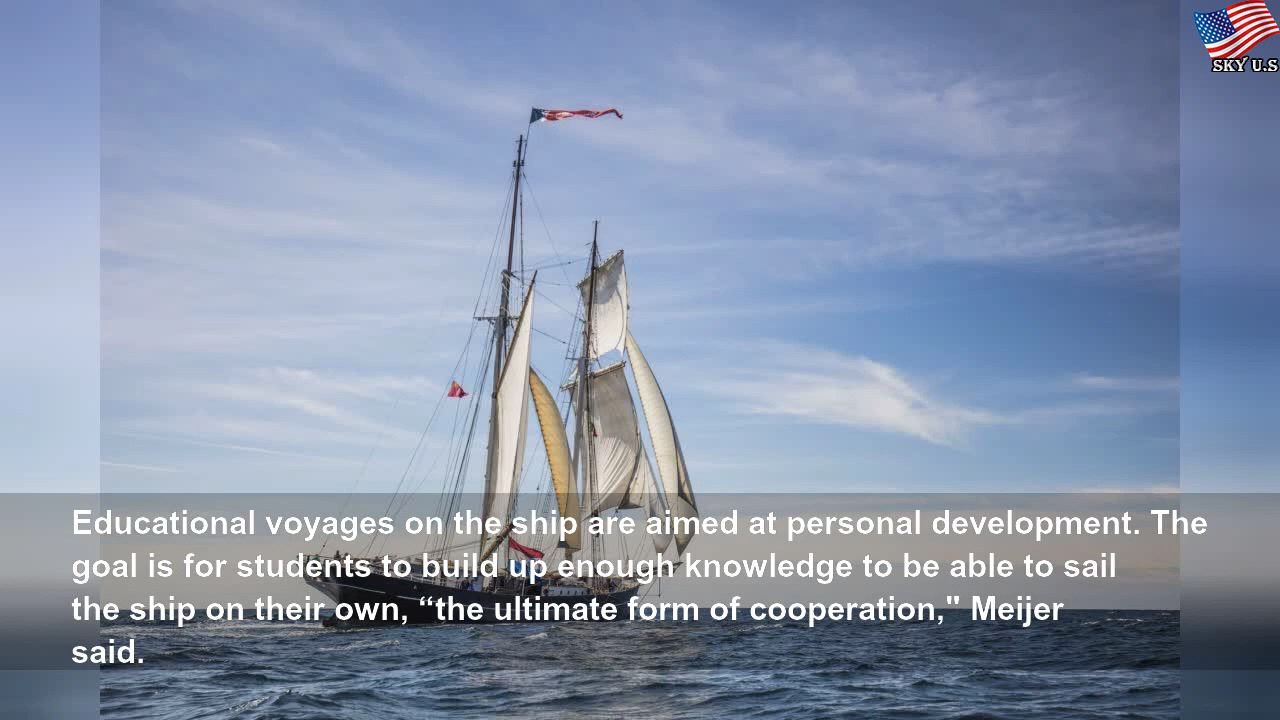 SKY U.S
Educational voyages on the ship are aimed at personal development. The
goal is for students to build up enough knowledge to be able to sail
the ship on their own, “the ultimate form of cooperation," Meijer
said.